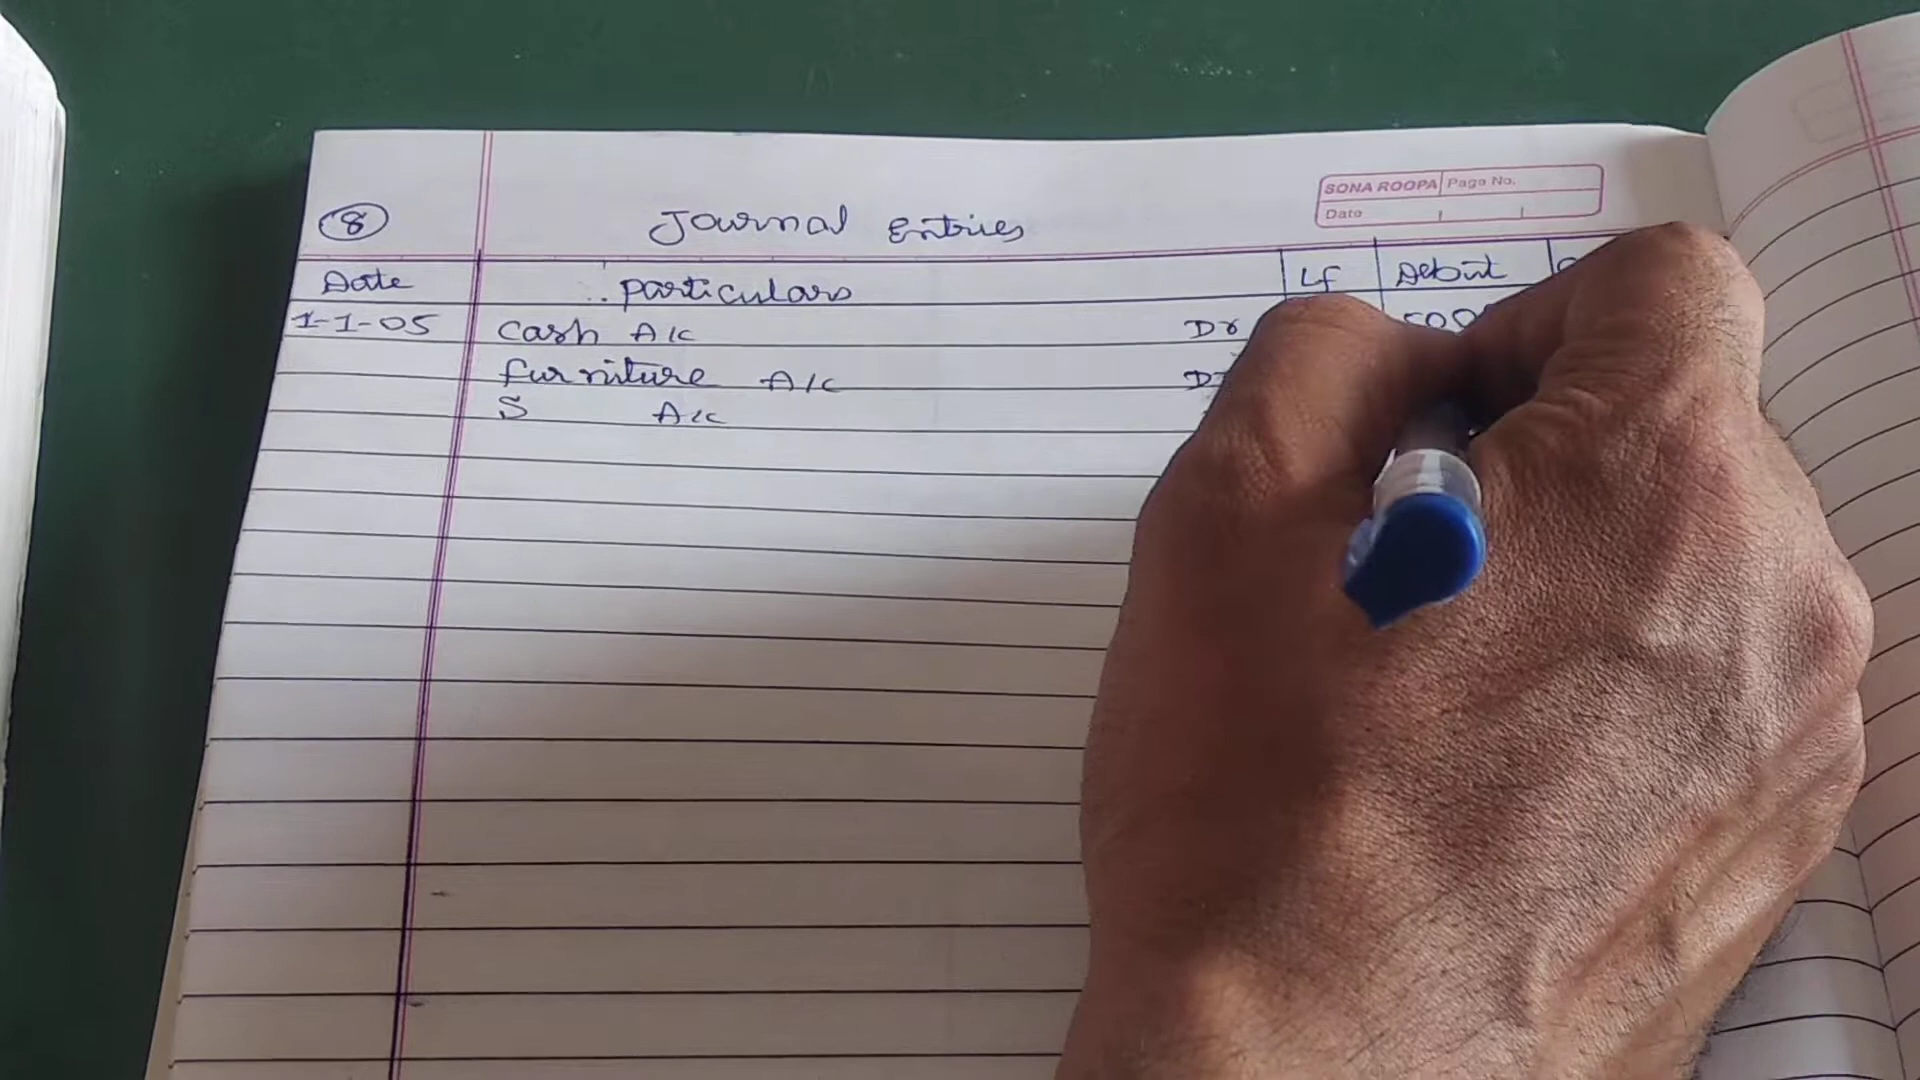 SONA ROOPA Page No.
Date
8 Journal Entries
Date particulars Lf Debit
1-1-05 Cash A/c Dr
furniture A/c
S A/c